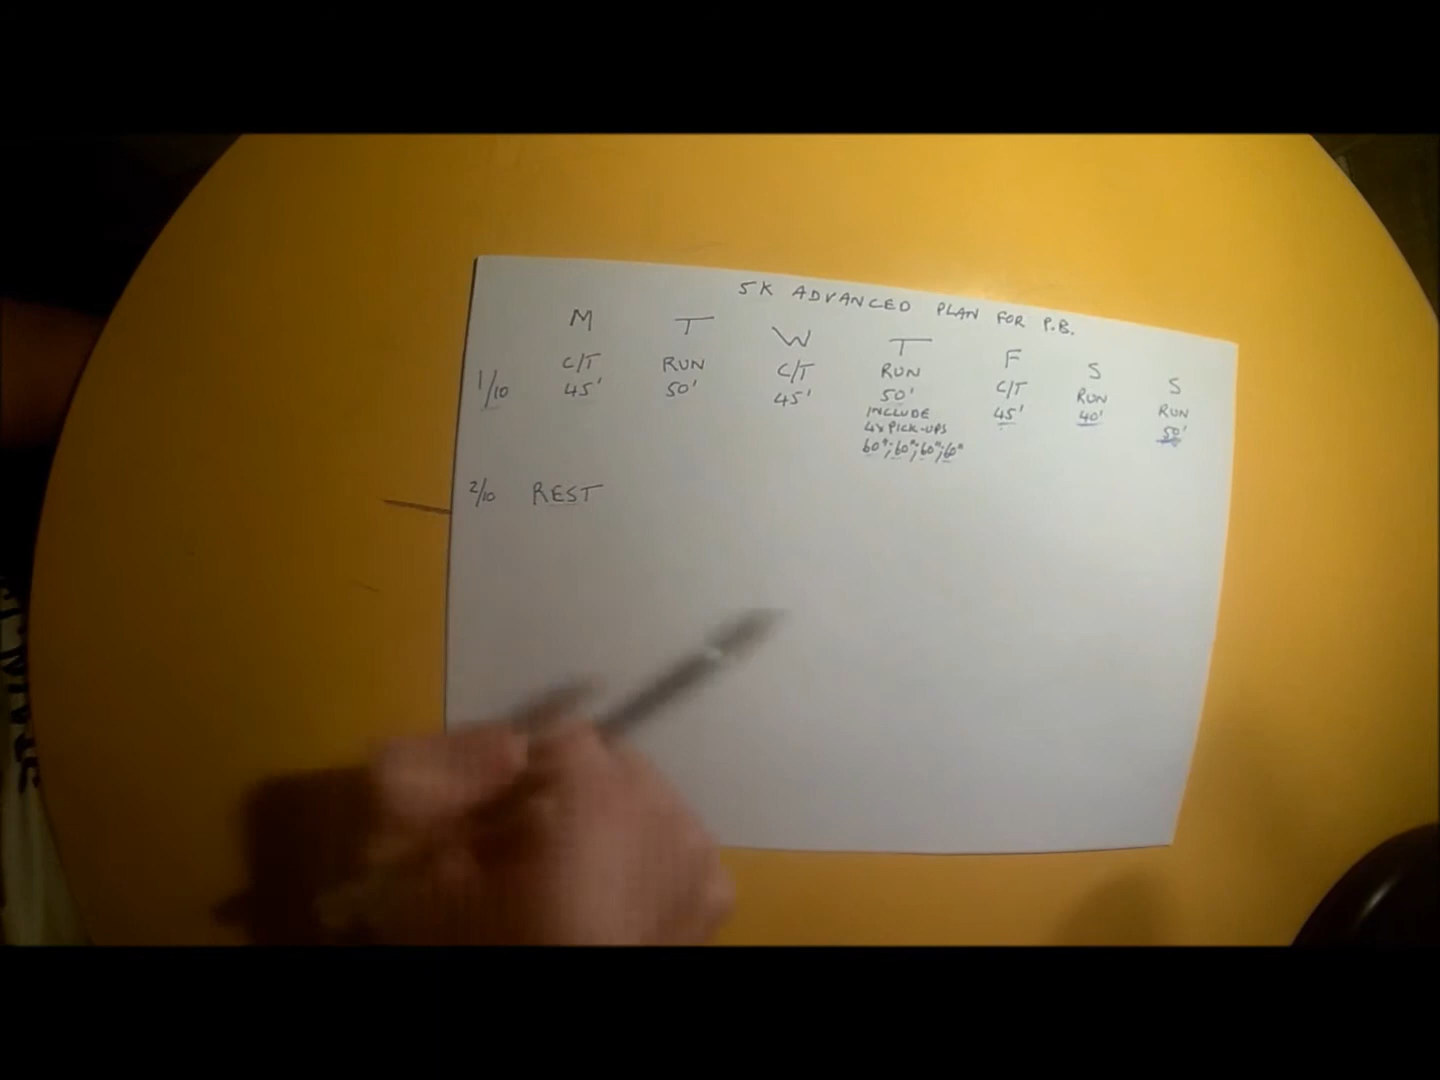 5K ADVANCED PLAN FOR P.B.
M T W T F S S
1/10
C/T
45'
RUN
50'
C/T
45'
RUN
50'
INCLUDE
4x PICK-UPS
60"; 60"; 60"; 60"
C/T
45'
RUN
40'
RUN
50'
2/10 REST